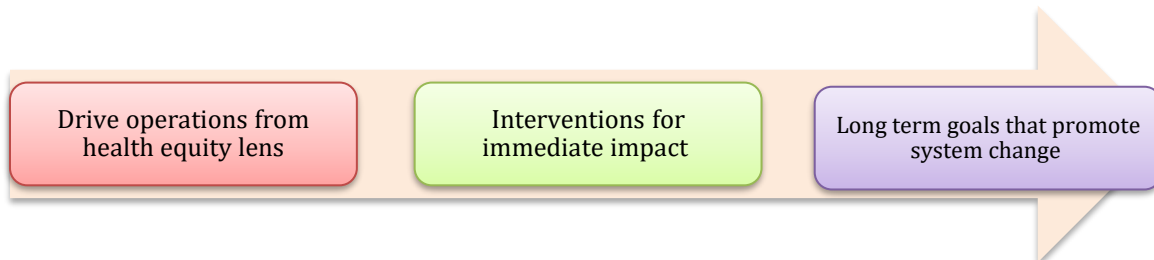 Drive operations from
health equity lens
Interventions for
immediate impact
Long term goals that promote
system change